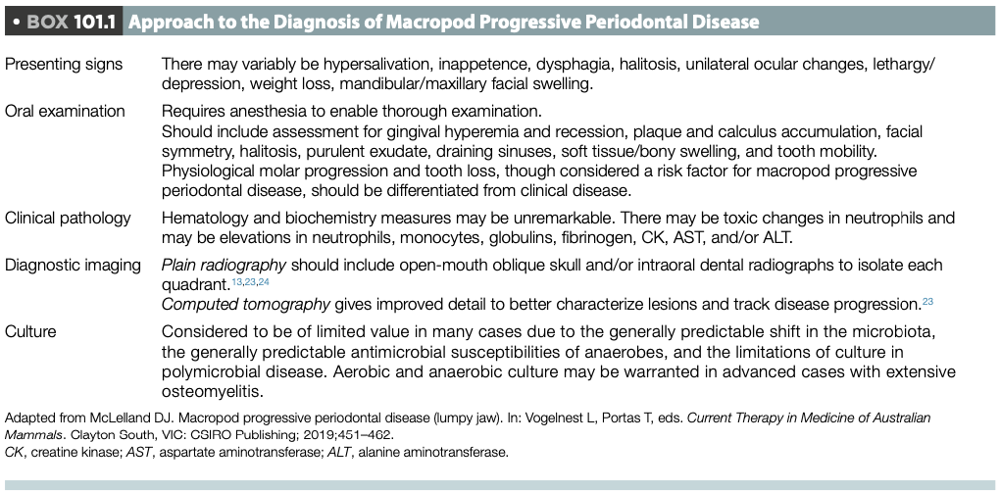 • BOX 101.1 Approach to the Diagnosis of Macropod Progressive Periodontal Disease
Presenting signs There may variably be hypersalivation, inappetence, dysphagia, halitosis, unilateral ocular changes, lethargy/
depression, weight loss, mandibular/maxillary facial swelling.
Oral examination Requires anesthesia to enable thorough examination.
Should include assessment for gingival hyperemia and recession, plaque and calculus accumulation, facial
symmetry, halitosis, purulent exudate, draining sinuses, soft tissue/bony swelling, and tooth mobility.
Physiological molar progression and tooth loss, though considered a risk factor for macropod progressive
periodontal disease, should be differentiated from clinical disease.
Clinical pathology Hematology and biochemistry measures may be unremarkable. There may be toxic changes in neutrophils and
may be elevations in neutrophils, monocytes, globulins, fibrinogen, CK, AST, and/or ALT.
Diagnostic imaging Plain radiography should include open-mouth oblique skull and/or intraoral dental radiographs to isolate each
quadrant.13,23,24
Computed tomography gives improved detail to better characterize lesions and track disease progression.23
Culture Considered to be of limited value in many cases due to the generally predictable shift in the microbiota,
the generally predictable antimicrobial susceptibilities of anaerobes, and the limitations of culture in
polymicrobial disease. Aerobic and anaerobic culture may be warranted in advanced cases with extensive
osteomyelitis.
Adapted from McLelland DJ. Macropod progressive periodontal disease (lumpy jaw). In: Vogelnest L, Portas T, eds. Current Therapy in Medicine of Australian
Mammals. Clayton South, VIC: CSIRO Publishing; 2019;451–462.
CK, creatine kinase; AST, aspartate aminotransferase; ALT, alanine aminotransferase.